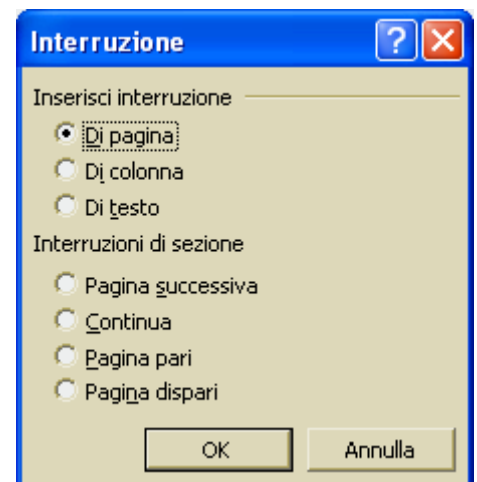 Interruzione
Inserisci interruzione
Di pagina
Di colonna
Di testo
Interruzioni di sezione
Pagina successiva
Continua
Pagina pari
Pagina dispari
OK Annulla